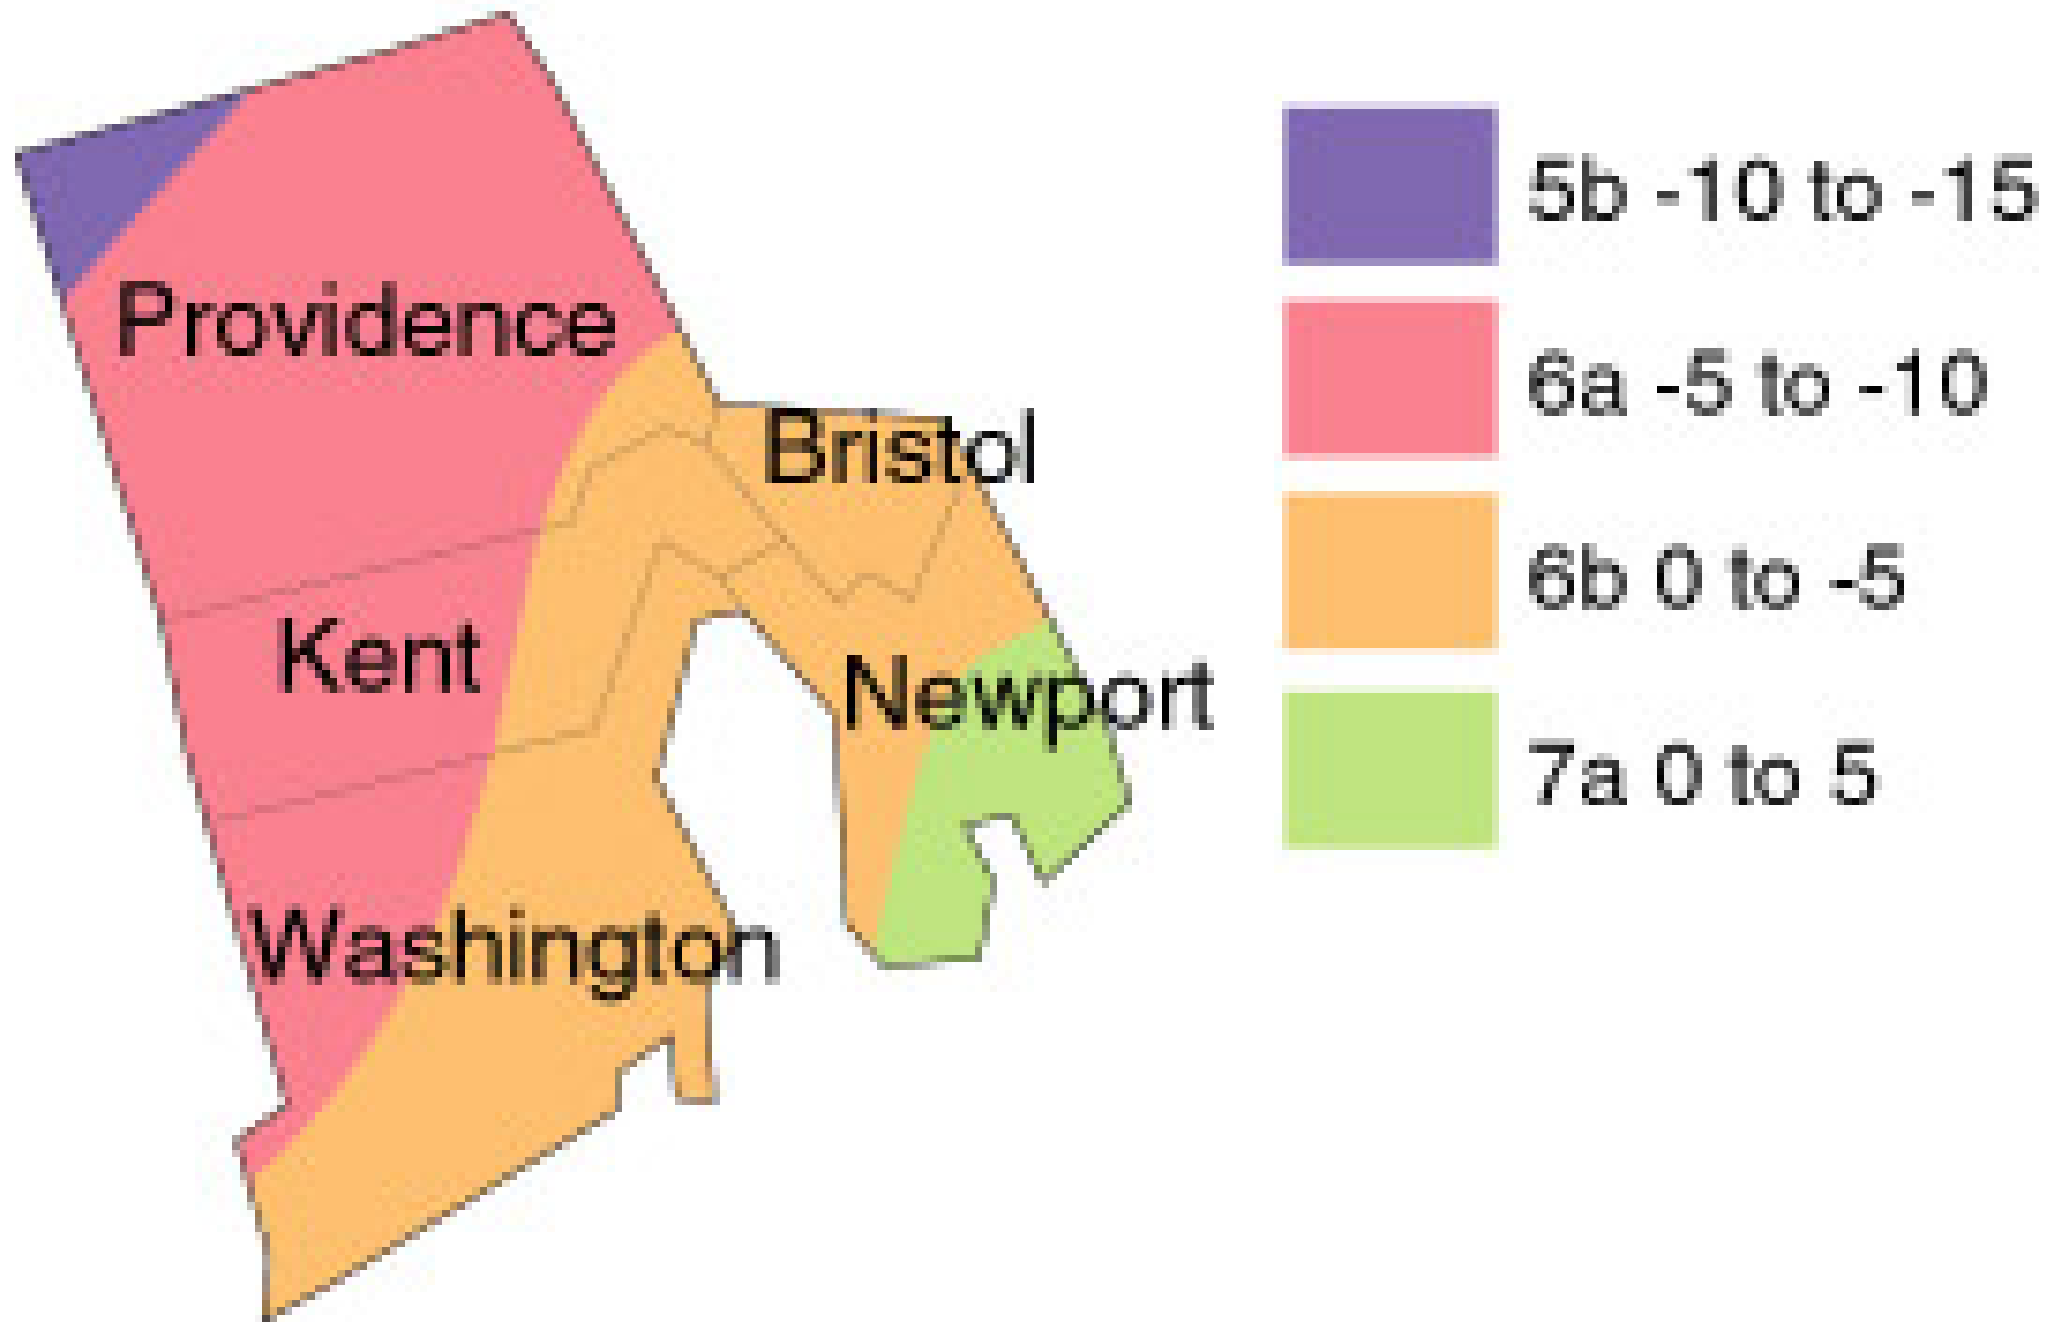 Providence
Bristol
Kent
Newport
Washington
5b -10 to -15
6a -5 to -10
6b 0 to -5
7a 0 to 5